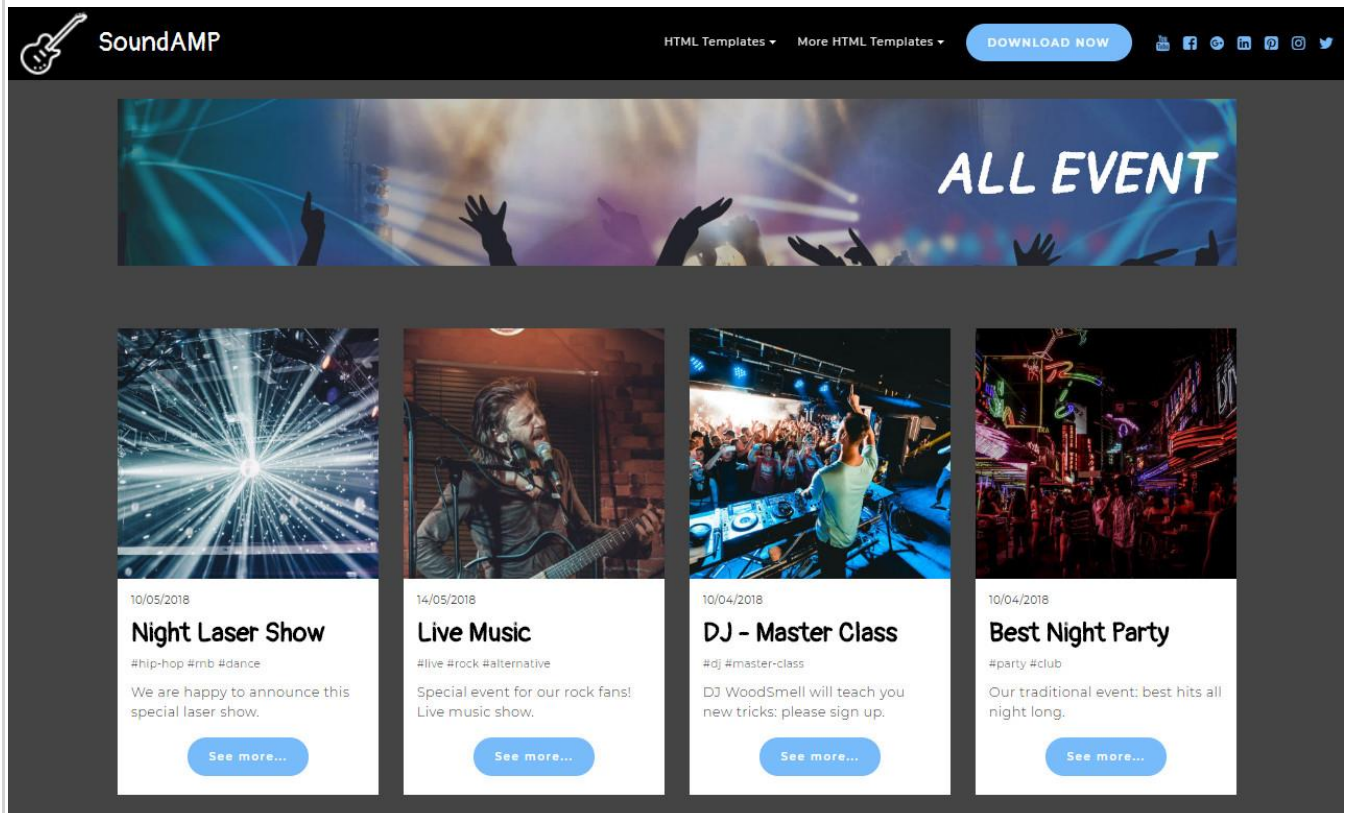 SoundAMP
HTML Templates
More HTML Templates
DOWNLOAD NOW
ALL EVENT
10/05/2018
Night Laser Show
#hip-hop #rnb #dance
We are happy to announce this
special laser show.
See more...
14/05/2018
Live Music
#live #rock #alternative
Special event for our rock fans!
Live music show.
See more...
10/04/2018
DJ - Master Class
#dj #master-class
DJ WoodSmell will teach you
new tricks: please sign up.
See more...
10/04/2018
Best Night Party
#party #club
Our traditional event: best hits all
night long.
See more...